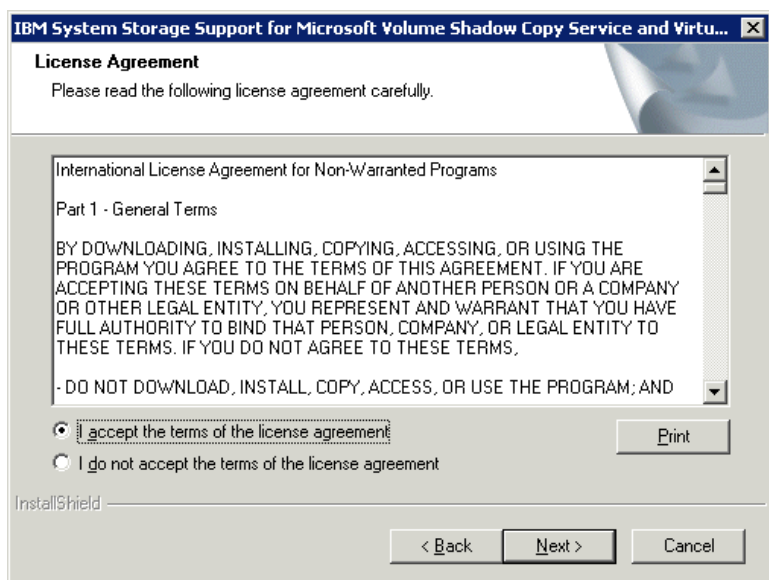 IBM System Storage Support for Microsoft Volume Shadow Copy Service and Virtu...
License Agreement
Please read the following license agreement carefully.
International License Agreement for Non-Warranted Programs
Part 1 - General Terms
BY DOWNLOADING, INSTALLING, COPYING, ACCESSING, OR USING THE
PROGRAM YOU AGREE TO THE TERMS OF THIS AGREEMENT. IF YOU ARE
ACCEPTING THESE TERMS ON BEHALF OF ANOTHER PERSON OR A COMPANY
OR OTHER LEGAL ENTITY, YOU REPRESENT AND WARRANT THAT YOU HAVE
FULL AUTHORITY TO BIND THAT PERSON, COMPANY, OR LEGAL ENTITY TO
THESE TERMS. IF YOU DO NOT AGREE TO THESE TERMS,
- DO NOT DOWNLOAD, INSTALL, COPY, ACCESS, OR USE THE PROGRAM; AND
I accept the terms of the license agreement
Print
I do not accept the terms of the license agreement
InstallShield
< Back
Next >
Cancel